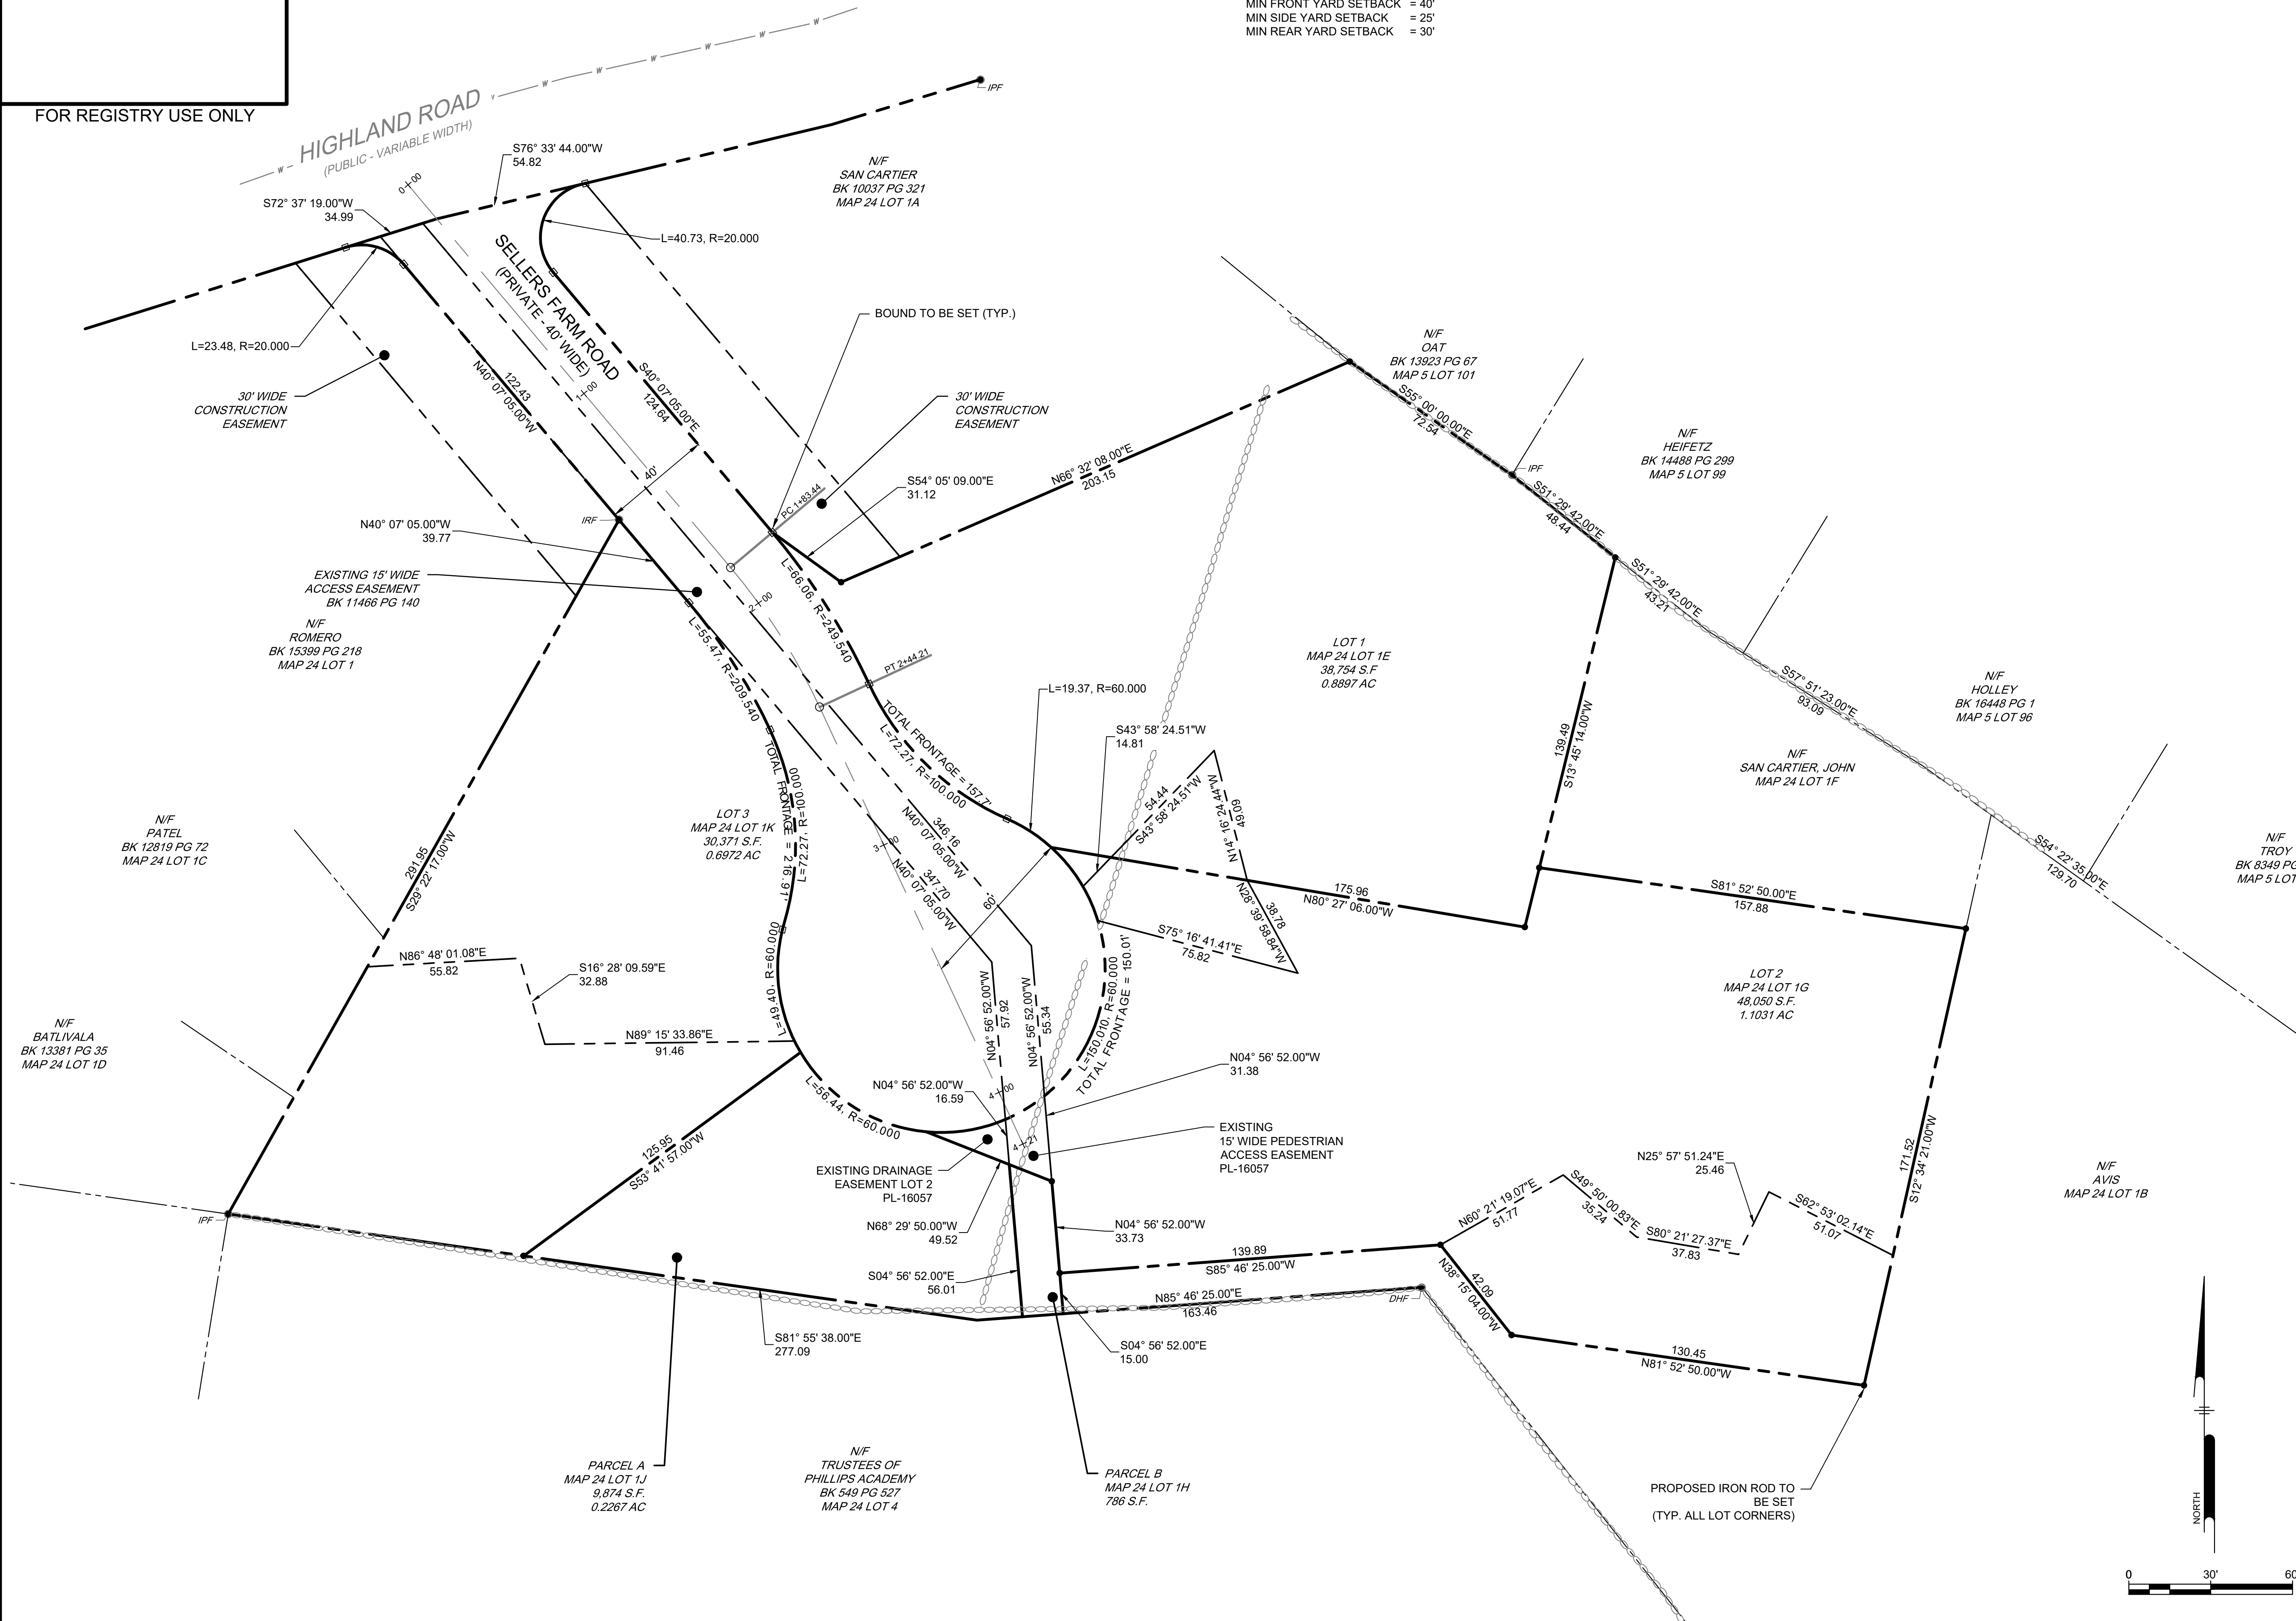 MIN FRONT YARD SETBACK = 40'
MIN SIDE YARD SETBACK = 25'
MIN REAR YARD SETBACK = 30'
FOR REGISTRY USE ONLY
HIGHLAND ROAD
(PUBLIC - VARIABLE WIDTH)
W W W W W W
IPF
S76° 33' 44.00"W
54.82
0+00
S72° 37' 19.00"W
34.99
N/F
SAN CARTIER
BK 10037 PG 321
MAP 24 LOT 1A
L=40.73, R=20.000
SELLERS FARM ROAD
(PRIVATE - 40' WIDE)
L=23.48, R=20.000
30' WIDE
CONSTRUCTION
EASEMENT
122.43
N40° 07' 05.00"W
1+00
S40° 07' 05.00"E
124.64
40'
BOUND TO BE SET (TYP.)
30' WIDE
CONSTRUCTION
EASEMENT
PC 1+83.44
S54° 05' 09.00"E
31.12
N66° 32' 08.00"E
203.15
N/F
OAT
BK 13923 PG 67
MAP 5 LOT 101
S55° 00' 00.00"E
72.54
IPF
N/F
HEIFETZ
BK 14488 PG 299
MAP 5 LOT 99
S51° 29' 42.00"E
48.44
S51° 29' 42.00"E
43.21
IRF
N40° 07' 05.00"W
39.77
EXISTING 15' WIDE
ACCESS EASEMENT
BK 11466 PG 140
N/F
ROMERO
BK 15399 PG 218
MAP 24 LOT 1
L=66.06, R=249.540
2+00
L=55.47, R=209.540
PT 2+44.21
LOT 1
MAP 24 LOT 1E
38,754 S.F
0.8897 AC
139.49
S13° 45' 14.00"W
S57° 51' 23.00"E
93.09
N/F
HOLLEY
BK 16448 PG 1
MAP 5 LOT 96
N/F
SAN CARTIER, JOHN
MAP 24 LOT 1F
L=19.37, R=60.000
TOTAL FRONTAGE = 157.7'
L=72.27, R=100.000
S43° 58' 24.51"W
14.81
54.44
S43° 58' 24.51"W
N14° 16' 24.44"W
49.09
TOTAL FRONTAGE = 216.91'
L=72.27, R=100.000
LOT 3
MAP 24 LOT 1K
30,371 S.F.
0.6972 AC
N/F
PATEL
BK 12819 PG 72
MAP 24 LOT 1C
291.95
S29° 22' 17.00"W
346.16
N40° 07' 05.00"W
3+00
347.70
N40° 07' 05.00"W
60'
175.96
N80° 27' 06.00"W
38.78
N28° 39' 58.84"W
S75° 16' 41.41"E
75.82
S81° 52' 50.00"E
157.88
S54° 22' 35.00"E
129.70
N/F
TROY
BK 8349 PG
MAP 5 LOT
N86° 48' 01.08"E
55.82
S16° 28' 09.59"E
32.88
N89° 15' 33.86"E
91.46
L=49.40, R=60.000
N04° 56' 52.00"W
57.92
N04° 56' 52.00"W
55.34
L=150.010, R=60.000
TOTAL FRONTAGE = 150.01'
LOT 2
MAP 24 LOT 1G
48,050 S.F.
1.1031 AC
N/F
BATLIVALA
BK 13381 PG 35
MAP 24 LOT 1D
L=56.44, R=60.000
N04° 56' 52.00"W
16.59
4+00
N04° 56' 52.00"W
31.38
4+21
125.95
S53° 41' 57.00"W
EXISTING
15' WIDE PEDESTRIAN
ACCESS EASEMENT
PL-16057
EXISTING DRAINAGE
EASEMENT LOT 2
PL-16057
N68° 29' 50.00"W
49.52
N04° 56' 52.00"W
33.73
N25° 57' 51.24"E
25.46
N60° 21' 19.07"E
51.77
S49° 50' 00.83"E
35.24
S80° 21' 27.37"E
37.83
S62° 53' 02.14"E
51.07
171.52
S12° 34' 21.00"W
N/F
AVIS
MAP 24 LOT 1B
IPF
S04° 56' 52.00"E
56.01
139.89
S85° 46' 25.00"W
N85° 46' 25.00"E
163.46
DHF
42.09
N38° 15' 04.00"W
S81° 55' 38.00"E
277.09
S04° 56' 52.00"E
15.00
130.45
N81° 52' 50.00"W
PARCEL A
MAP 24 LOT 1J
9,874 S.F.
0.2267 AC
N/F
TRUSTEES OF
PHILLIPS ACADEMY
BK 549 PG 527
MAP 24 LOT 4
PARCEL B
MAP 24 LOT 1H
786 S.F.
PROPOSED IRON ROD TO
BE SET
(TYP. ALL LOT CORNERS)
NORTH
0 30' 60